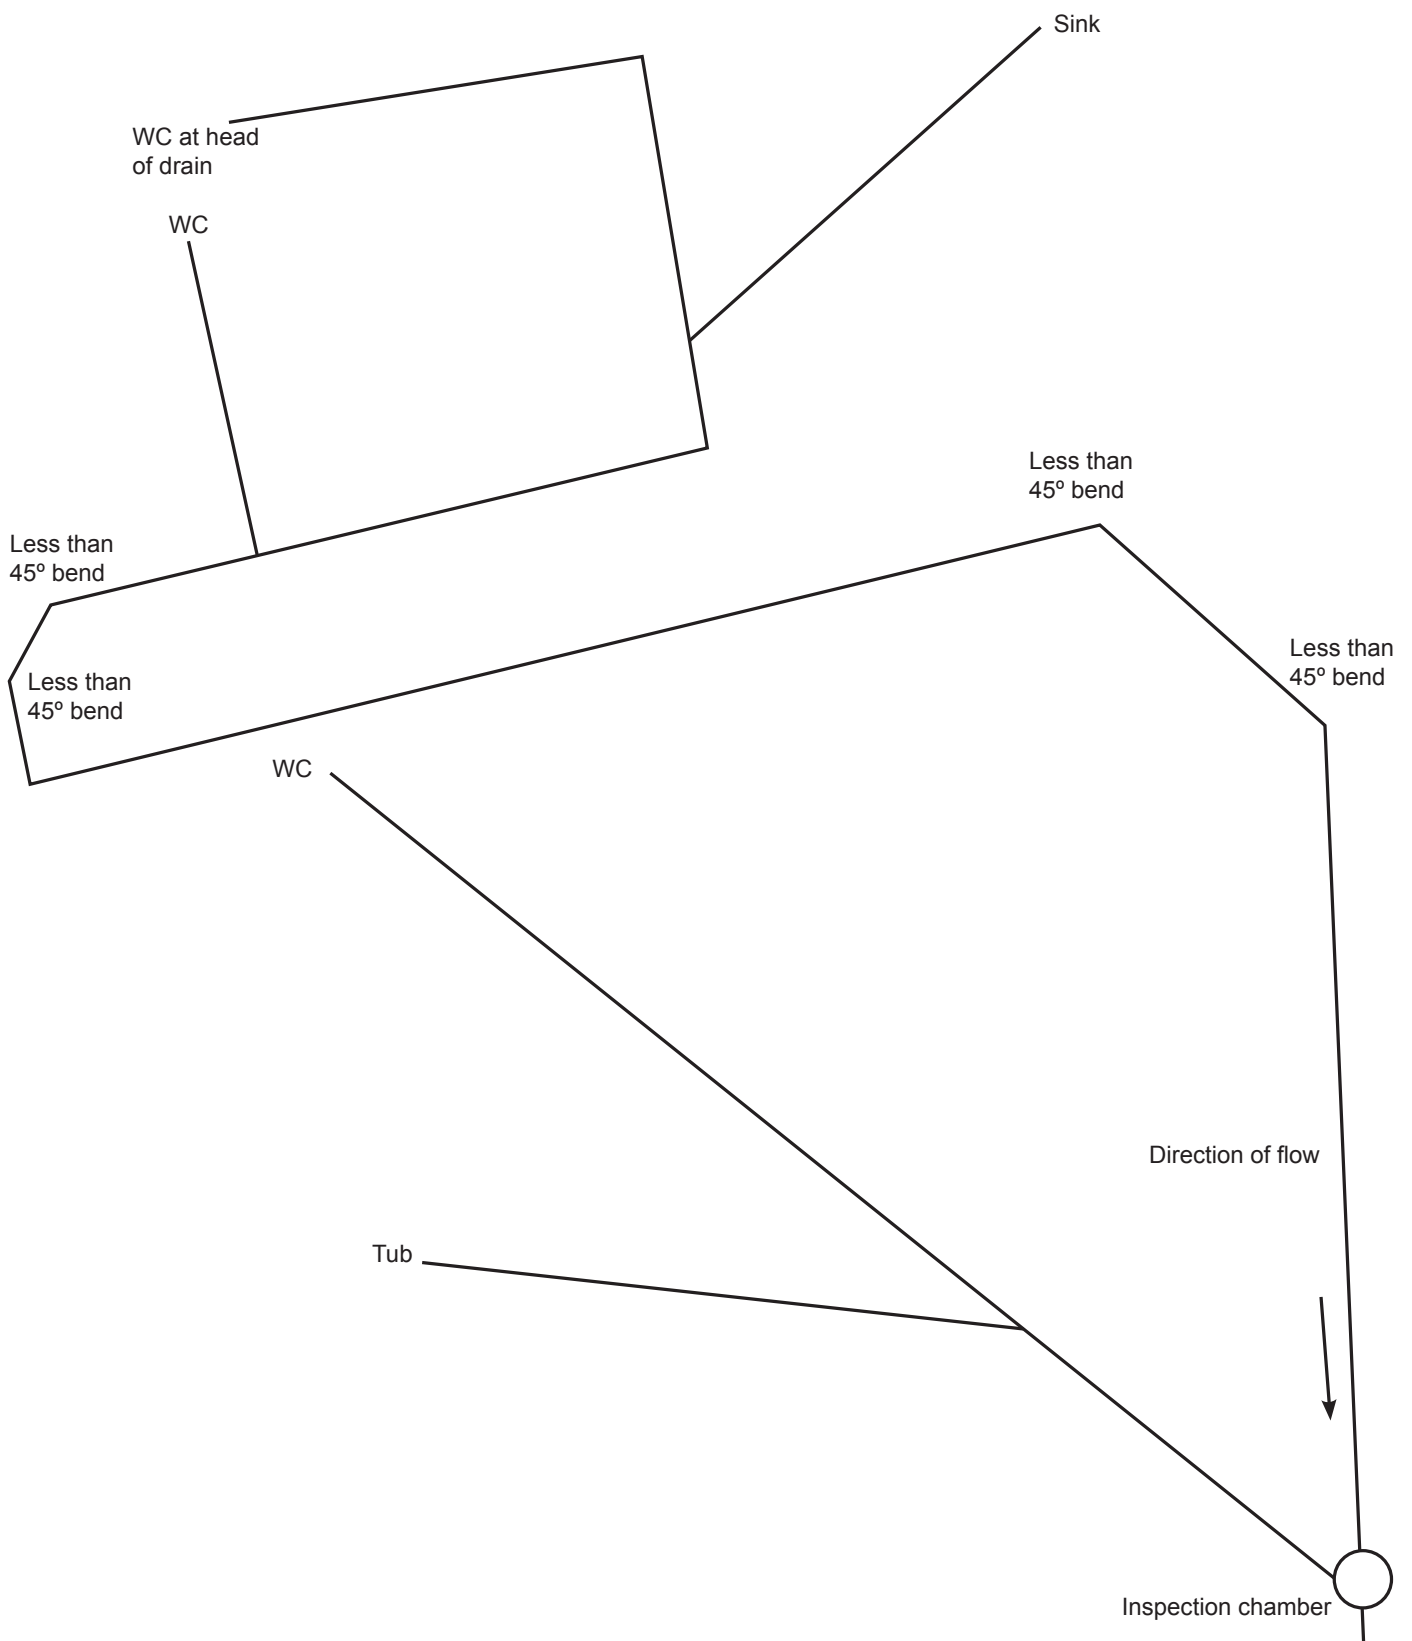 Sink
WC at head
of drain
WC
Less than
45º bend
Less than
45º bend
Less than
45º bend
Less than
45º bend
WC
Direction of flow
Tub
Inspection chamber